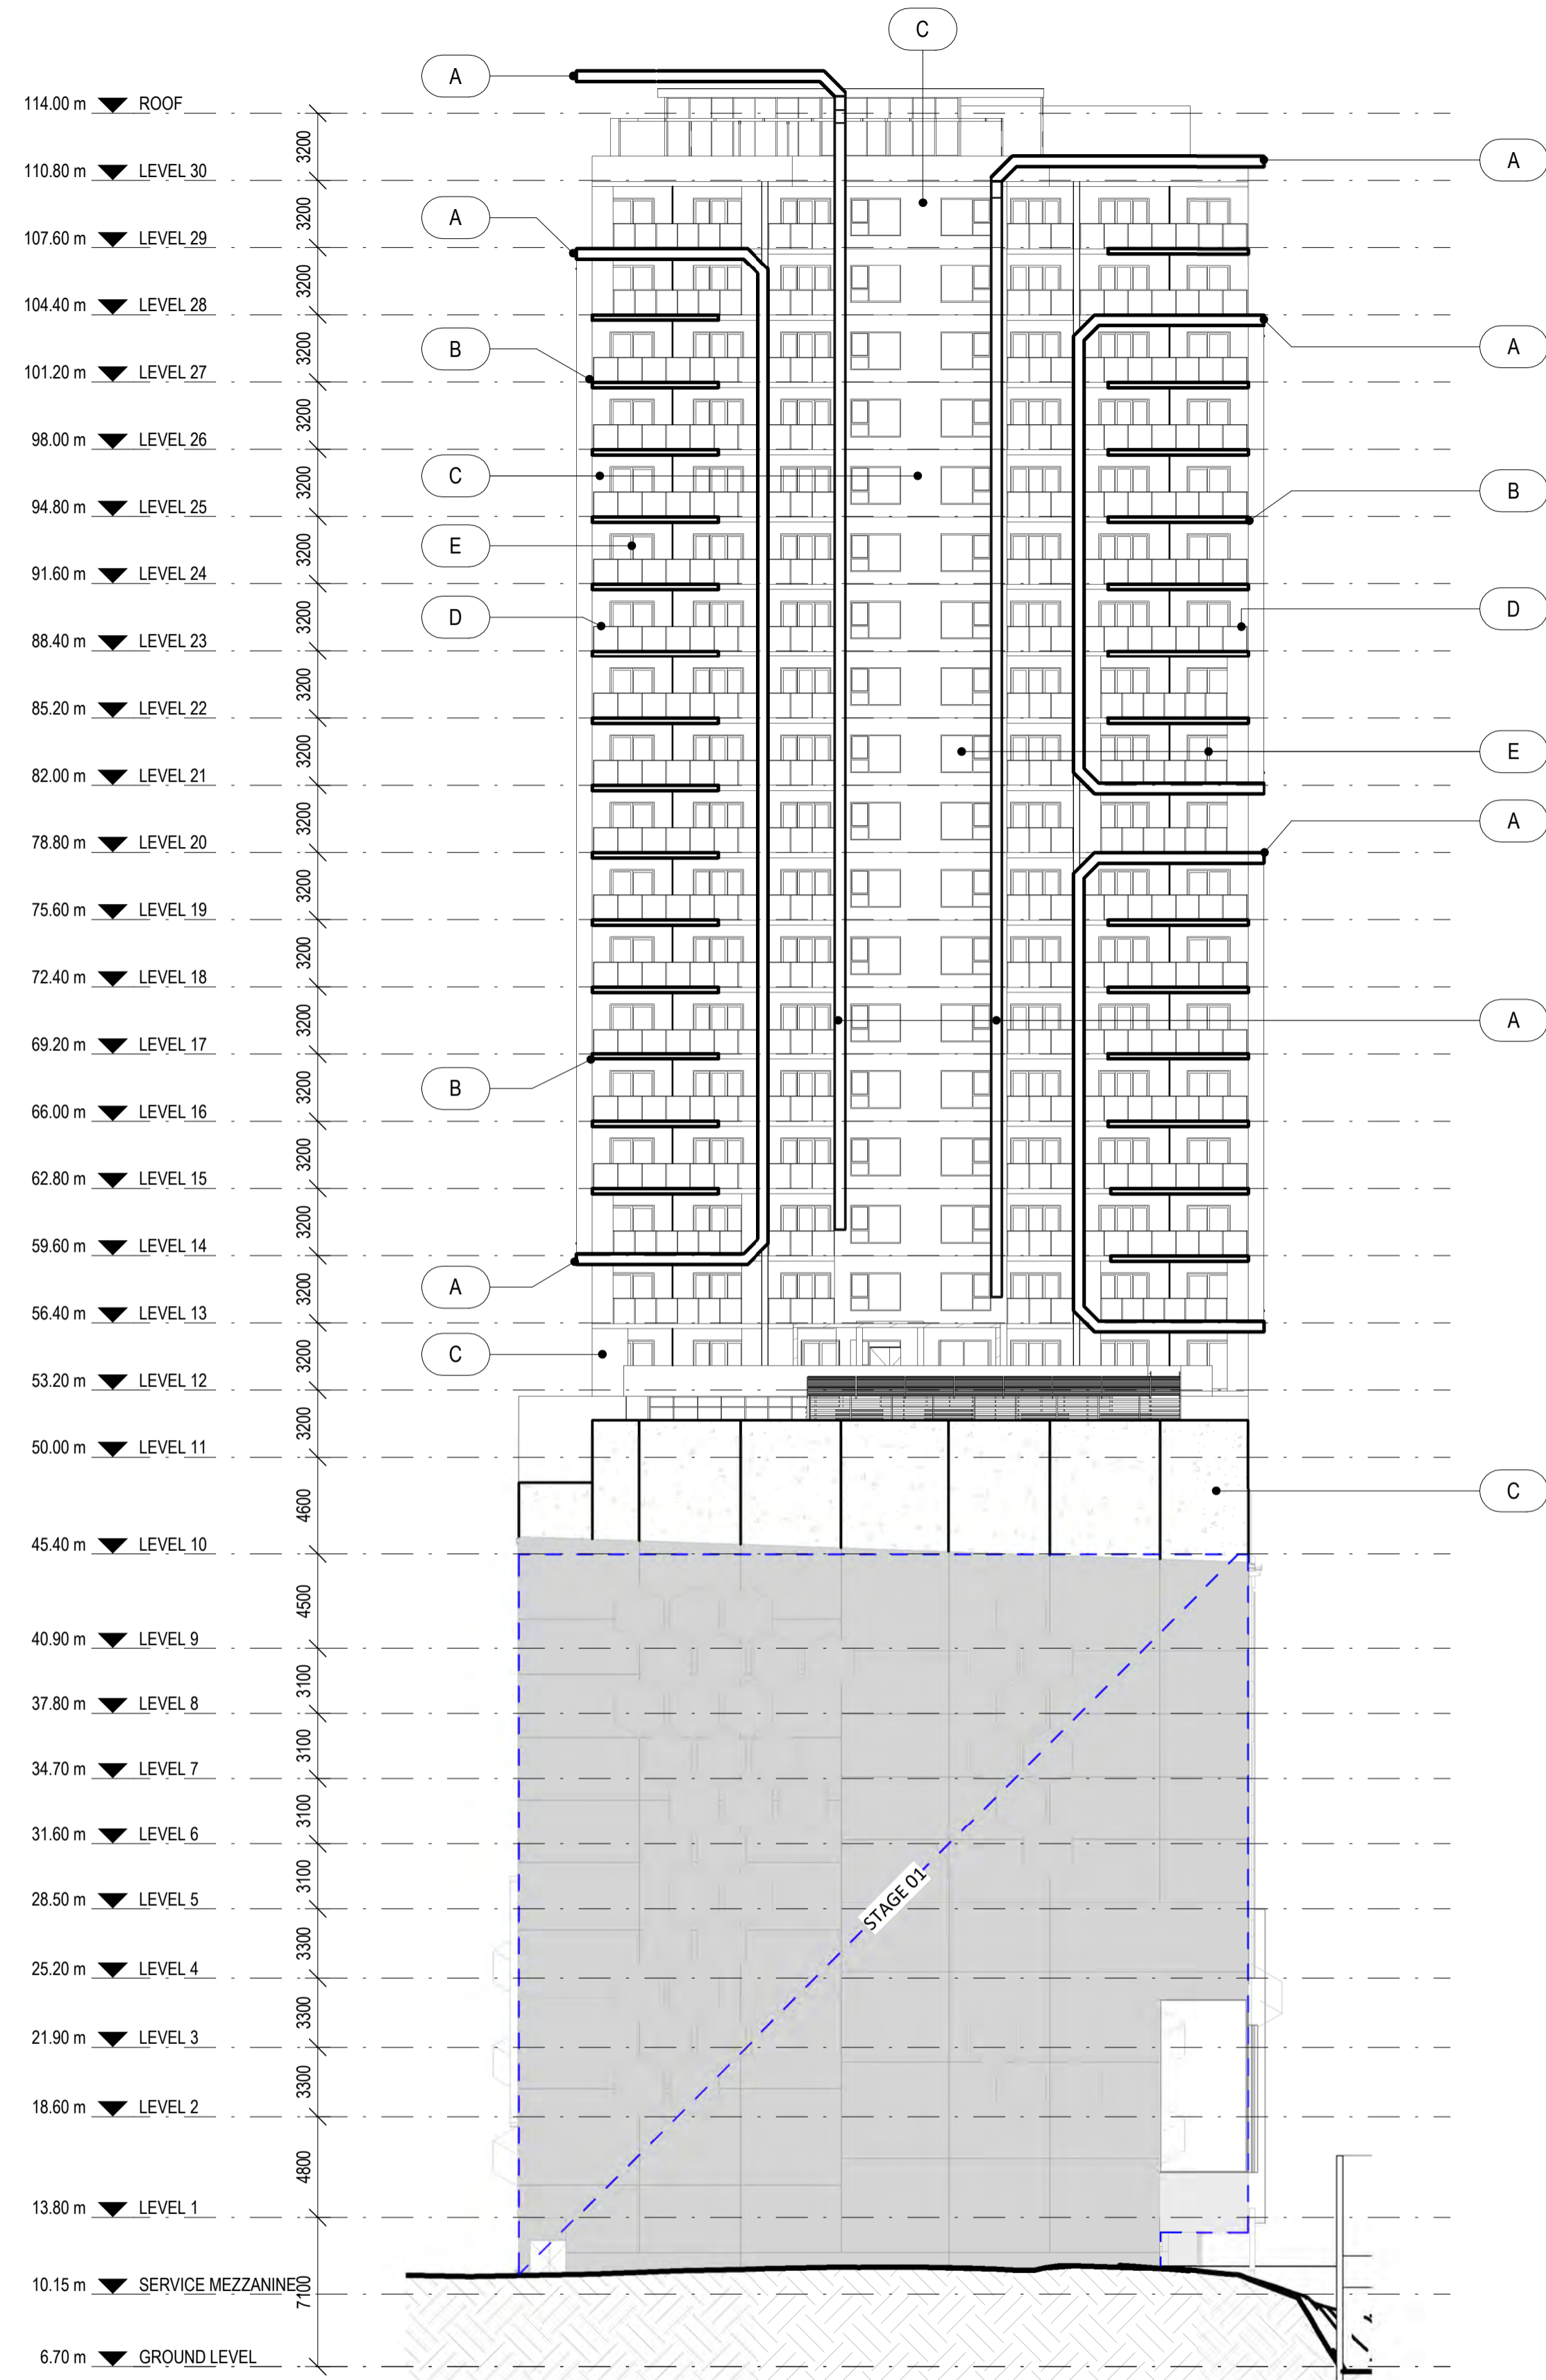 C
A
114.00 m ROOF
3200
A
110.80 m LEVEL 30
3200
A
107.60 m LEVEL 29
3200
104.40 m LEVEL 28
A
B
3200
101.20 m LEVEL 27
3200
98.00 m LEVEL 26
C
3200
B
94.80 m LEVEL 25
E
3200
91.60 m LEVEL 24
D
D
3200
88.40 m LEVEL 23
3200
85.20 m LEVEL 22
3200
E
82.00 m LEVEL 21
3200
A
78.80 m LEVEL 20
3200
75.60 m LEVEL 19
3200
72.40 m LEVEL 18
3200
A
69.20 m LEVEL 17
B
3200
66.00 m LEVEL 16
3200
62.80 m LEVEL 15
3200
59.60 m LEVEL 14
A
3200
56.40 m LEVEL 13
C
3200
53.20 m LEVEL 12
3200
50.00 m LEVEL 11
C
4600
45.40 m LEVEL 10
4500
40.90 m LEVEL 9
3100
37.80 m LEVEL 8
3100
34.70 m LEVEL 7
3100
31.60 m LEVEL 6
3100
STAGE 01
28.50 m LEVEL 5
3300
25.20 m LEVEL 4
3300
21.90 m LEVEL 3
3300
18.60 m LEVEL 2
4800
13.80 m LEVEL 1
10.15 m SERVICE MEZZANINE
7100
6.70 m GROUND LEVEL